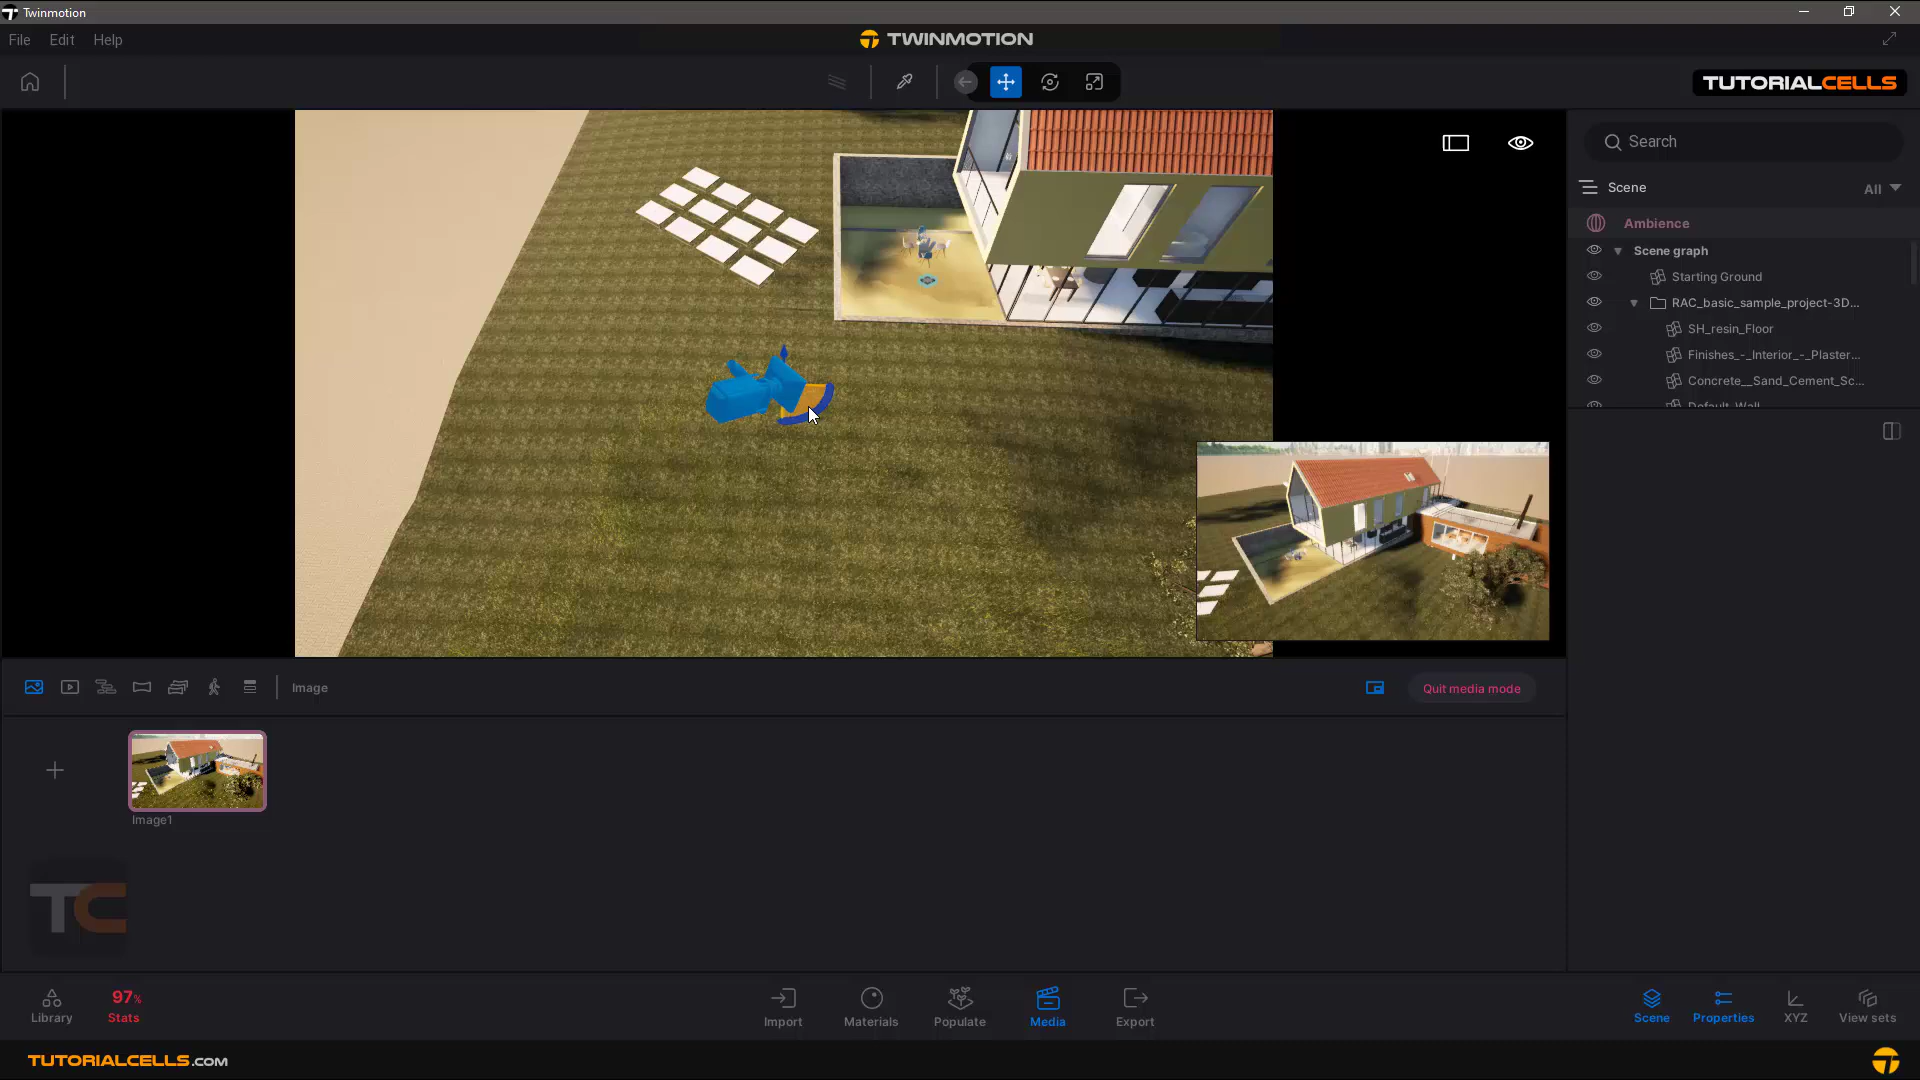 Twinmotion
File Edit Help
TWINMOTION
TUTORIALCELLS
Search
Scene
All
Ambience
Scene graph
Starting Ground
RAC_basic_sample_project-3D...
SH_resin_Floor
Finishes_-_Interior_-_Plaster...
Concrete__Sand_Cement_Sc...
Default_Wall
Image
Quit media mode
Image1
TC
Library
97%
Stats
Import
Materials
Populate
Media
Export
Scene
Properties
XYZ
View sets
TUTORIALCELLS.COM